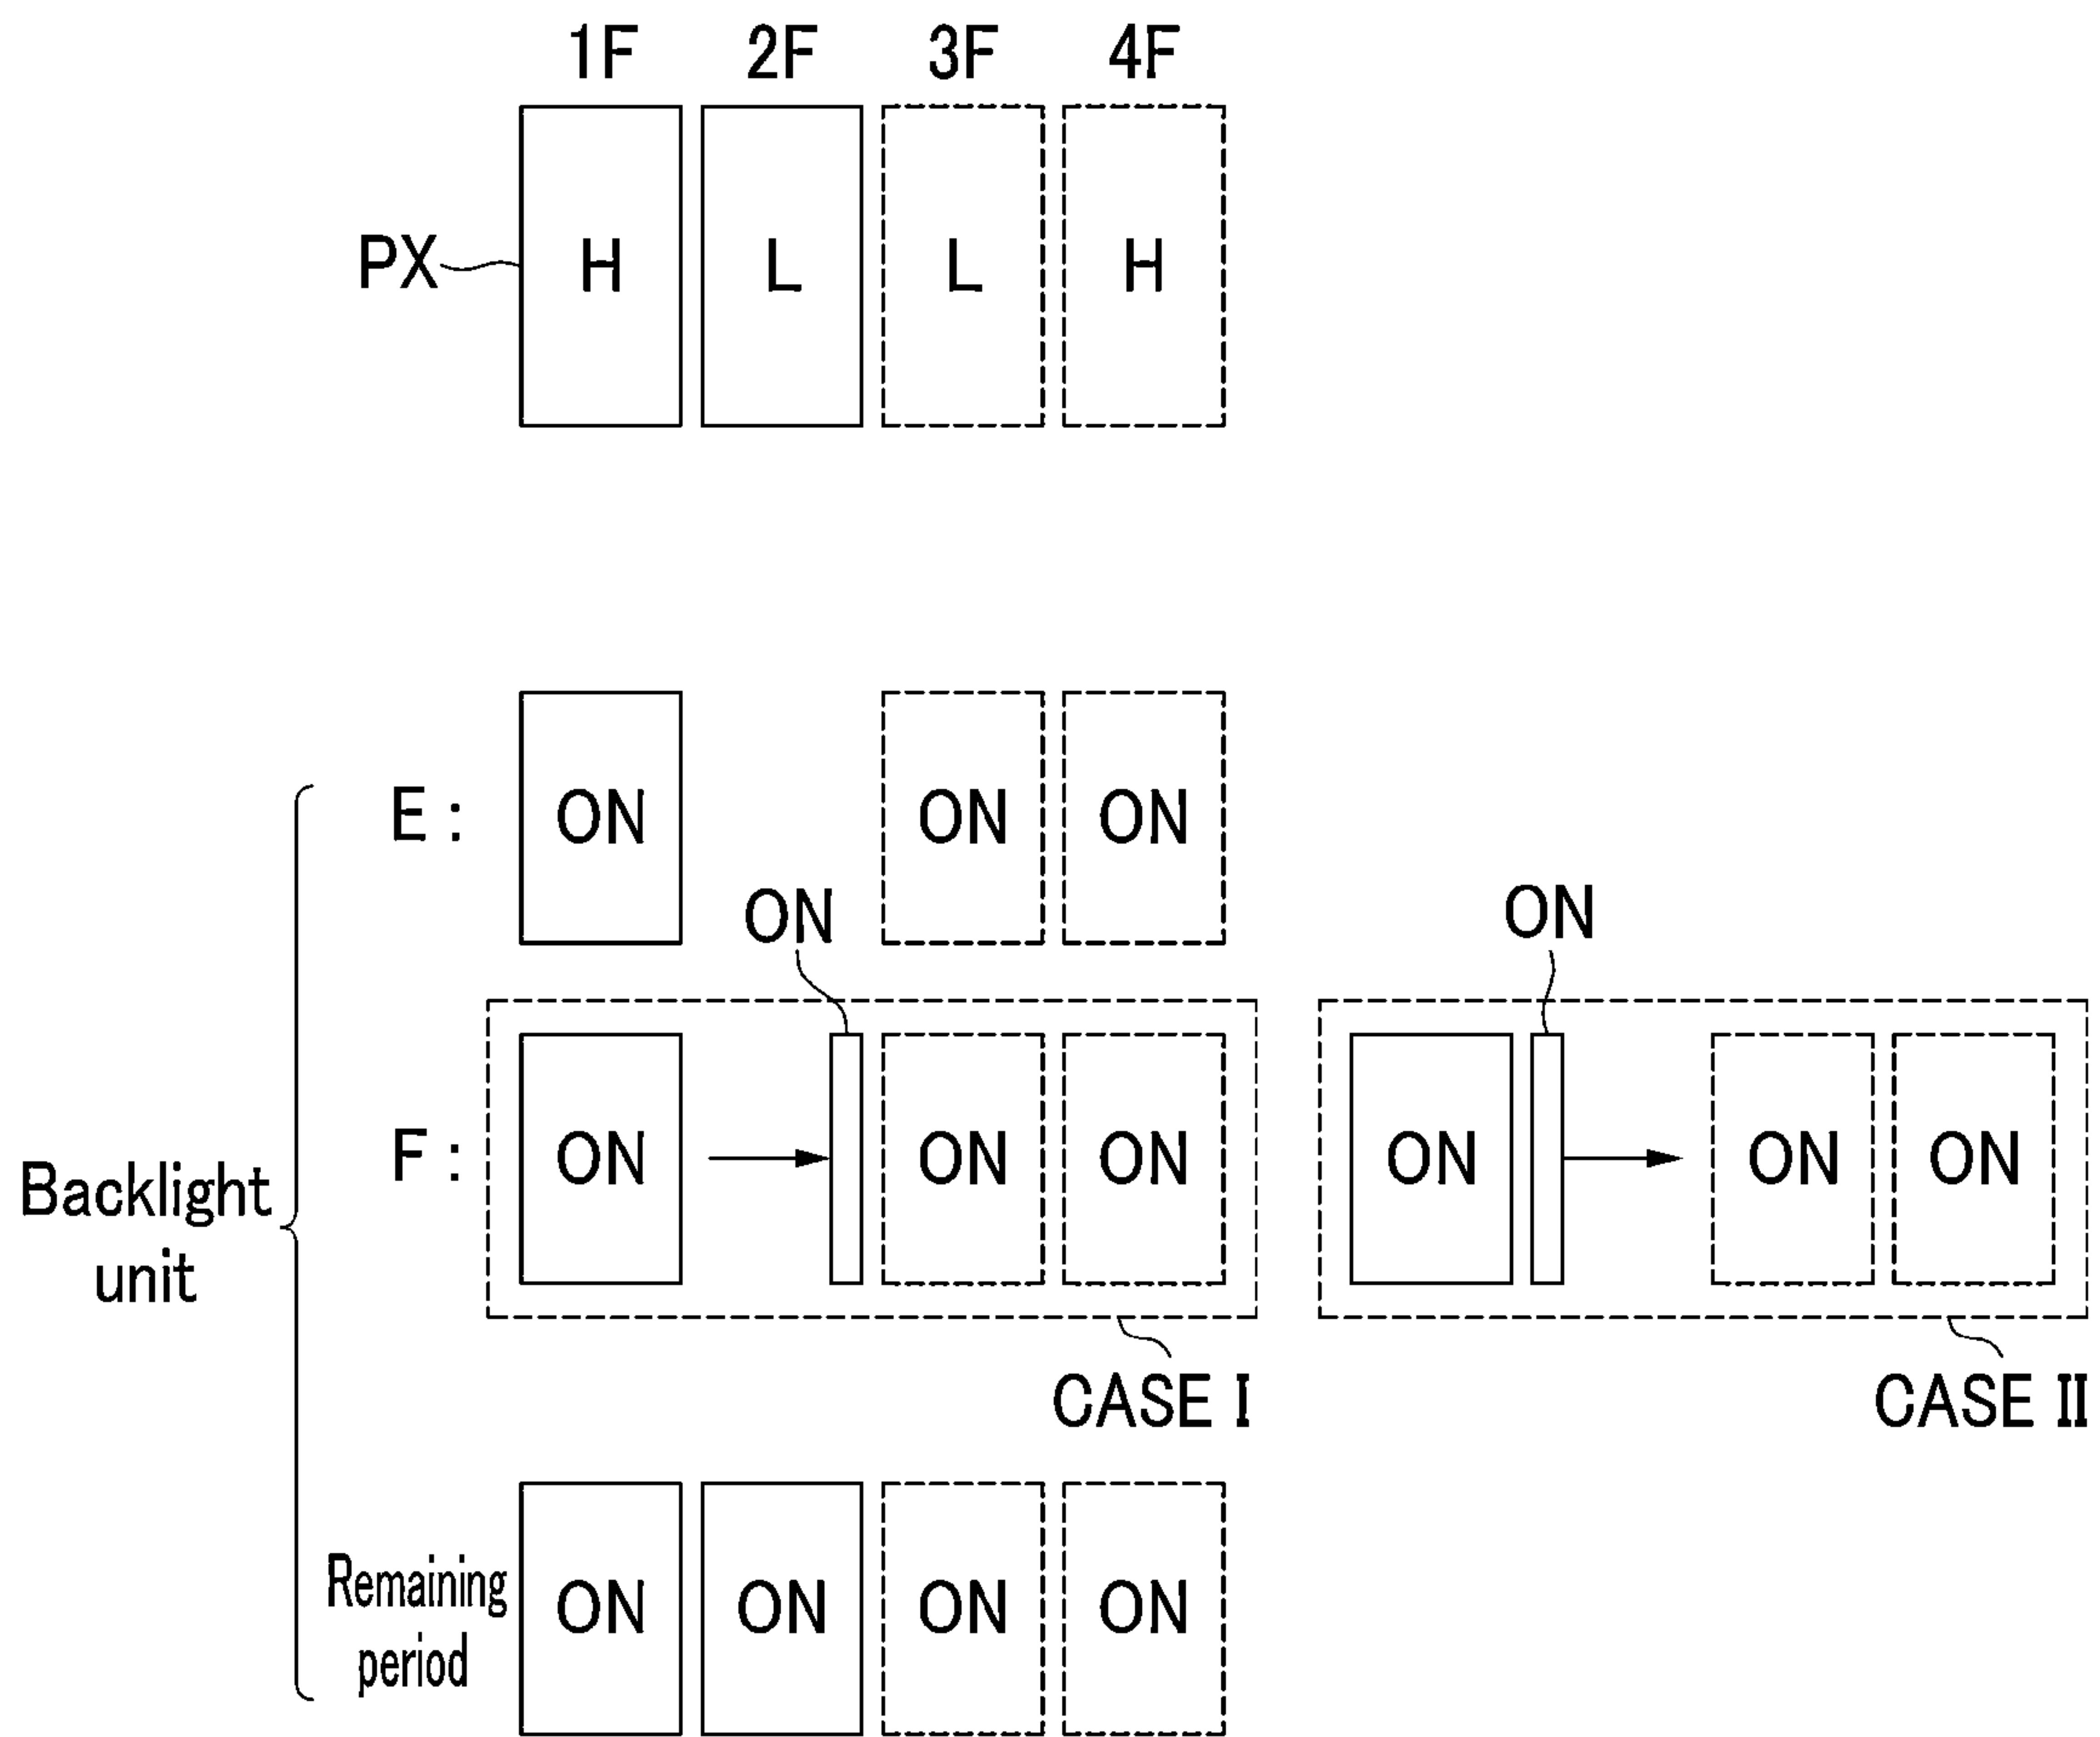 1F 2F 3F 4F
PX H L L H
E : ON ON ON
ON ON
F : ON ON ON ON ON ON
Backlight
unit
CASE I CASE II
Remaining
period
ON ON ON ON